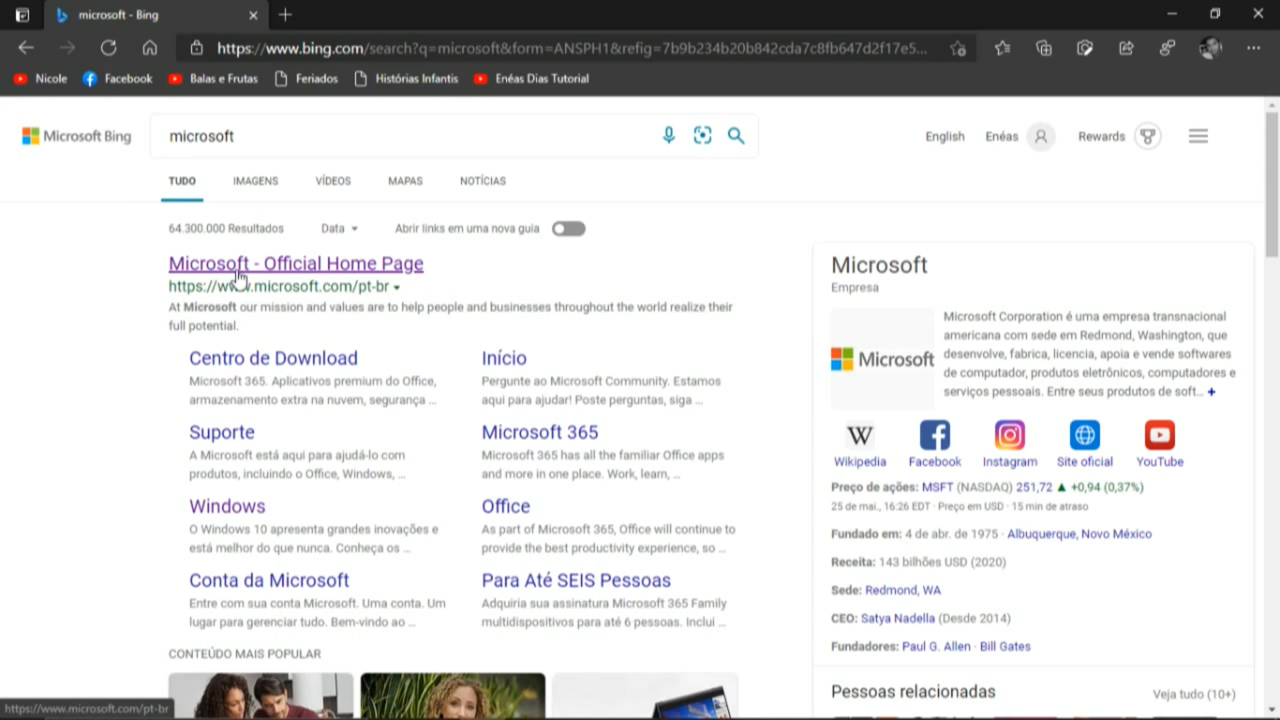 microsoft - Bing
https://www.bing.com/search?q=microsoft&form=ANSPH1&refig=7b9b234b20b842cda7c8fb647d2f17e5...
Nicole
Facebook
Balas e Frutas
Feriados
Histórias Infantis
Enéas Dias Tutorial
Microsoft Bing
microsoft
English
Enéas
Rewards
TUDO
IMAGENS
VÍDEOS
MAPAS
NOTÍCIAS
64.300.000 Resultados
Data
Abrir links em uma nova guia
Microsoft - Official Home Page
https://www.microsoft.com/pt-br
At Microsoft our mission and values are to help people and businesses throughout the world realize their
full potential.
Centro de Download
Microsoft 365. Aplicativos premium do Office,
armazenamento extra na nuvem, segurança ...
Início
Pergunte ao Microsoft Community. Estamos
aqui para ajudar! Poste perguntas, siga ...
Suporte
A Microsoft está aqui para ajudá-lo com
produtos, incluindo o Office, Windows, ...
Microsoft 365
Microsoft 365 has all the familiar Office apps
and more in one place. Work, learn, ...
Windows
O Windows 10 apresenta grandes inovações e
está melhor do que nunca. Conheça os ...
Office
As part of Microsoft 365, Office will continue to
provide the best productivity experience, so ...
Conta da Microsoft
Entre com sua conta Microsoft. Uma conta. Um
lugar para gerenciar tudo. Bem-vindo ao ...
Para Até SEIS Pessoas
Adquiria sua assinatura Microsoft 365 Family
multidispositivos para até 6 pessoas. Inclui ...
CONTEÚDO MAIS POPULAR
https://www.microsoft.com/pt-br
Microsoft
Empresa
Microsoft
Microsoft Corporation é uma empresa transnacional
americana com sede em Redmond, Washington, que
desenvolve, fabrica, licencia, apoia e vende softwares
de computador, produtos eletrônicos, computadores e
serviços pessoais. Entre seus produtos de soft... +
W
Wikipedia
Facebook
Instagram
Site oficial
YouTube
Preço de ações: MSFT (NASDAQ) 251,72 ▲ +0,94 (0,37%)
25 de mai., 16:26 EDT · Preço em USD · 15 min de atraso
Fundado em: 4 de abr. de 1975 · Albuquerque, Novo México
Receita: 143 bilhões USD (2020)
Sede: Redmond, WA
CEO: Satya Nadella (Desde 2014)
Fundadores: Paul G. Allen · Bill Gates
Pessoas relacionadas
Veja tudo (10+)